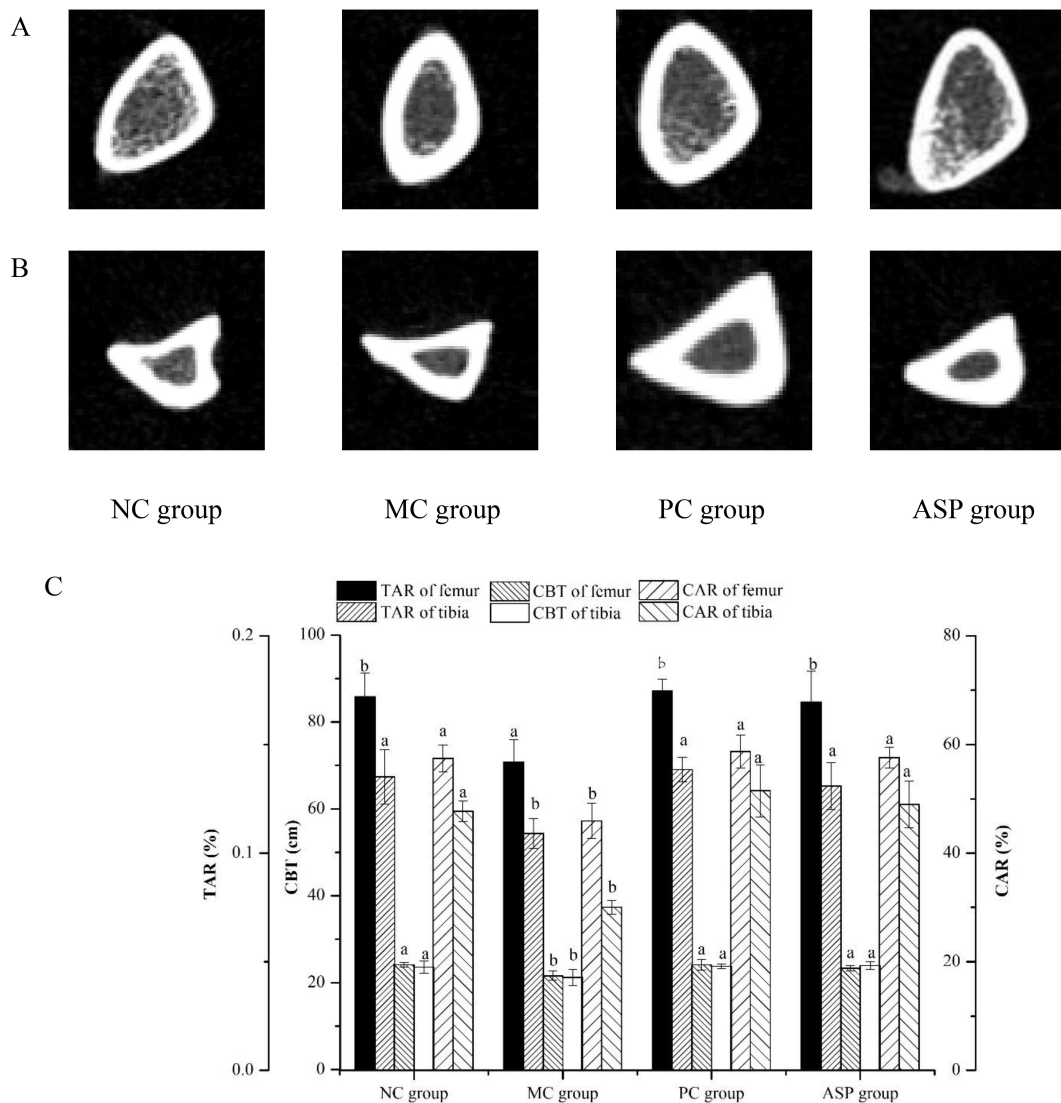 A
B
NC group MC group PC group ASP group
C
TAR of femur CBT of femur CAR of femur
TAR of tibia CBT of tibia CAR of tibia
0.2 100 80
b b b
a
a a a a
80
a a a 60
a
b b
60
0.1 40
b
40
a a a a a a
b b 20
20
0.0 0 0
TAR (%)
CBT (cm)
CAR (%)
NC group MC group PC group ASP group